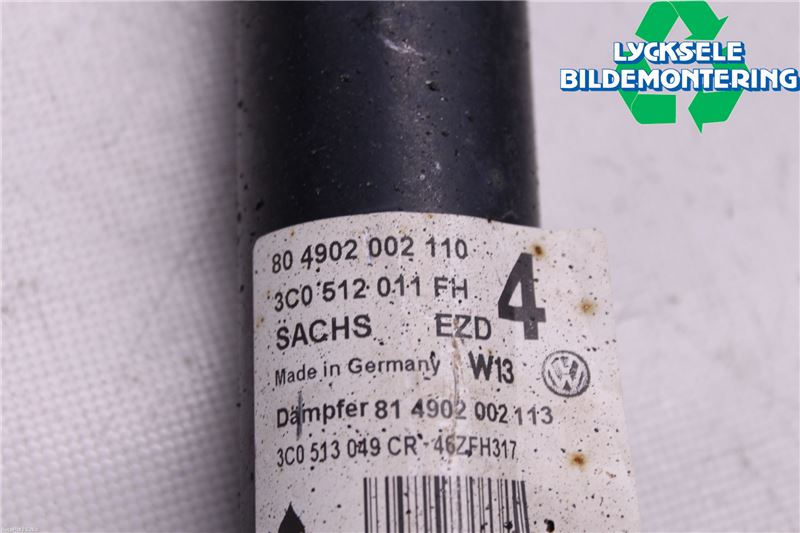 LYCKSELE
BILDEMONTERING
80 4902 002 110
3C0 512 011 FH
4
SACHS EZD
Made in Germany W13
Dämpfer 81 4902 002 113
3C0 513 049 CR 46ZFH317